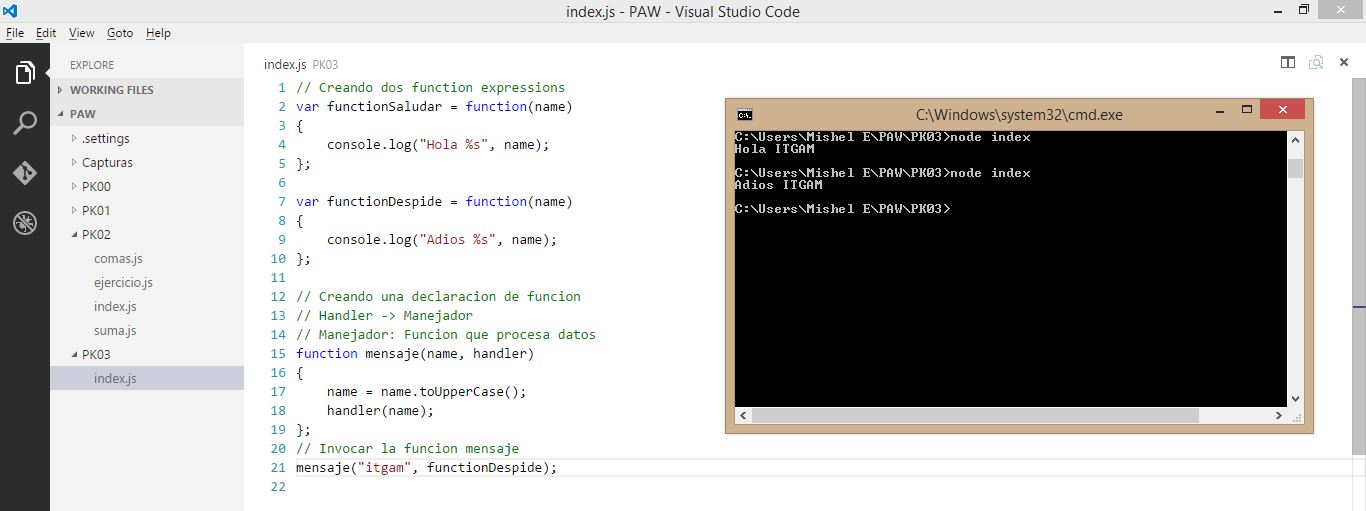 index.js - PAW - Visual Studio Code
File Edit View Goto Help
EXPLORE
WORKING FILES
PAW
.settings
Capturas
PK00
PK01
PK02
comas.js
ejercicio.js
index.js
suma.js
PK03
index.js
index.js PK03
1 // Creando dos function expressions
2 var functionSaludar = function(name)
3 {
4 console.log("Hola %s", name);
5 };
6
7 var functionDespide = function(name)
8 {
9 console.log("Adios %s", name);
10 };
11
12 // Creando una declaracion de funcion
13 // Handler -> Manejador
14 // Manejador: Funcion que procesa datos
15 function mensaje(name, handler)
16 {
17 name = name.toUpperCase();
18 handler(name);
19 };
20 // Invocar la funcion mensaje
21 mensaje("itgam", functionDespide);
22
C:\Windows\system32\cmd.exe
C:\Users\Mishel E\PAW\PK03>node index
Hola ITGAM
C:\Users\Mishel E\PAW\PK03>node index
Adios ITGAM
C:\Users\Mishel E\PAW\PK03>